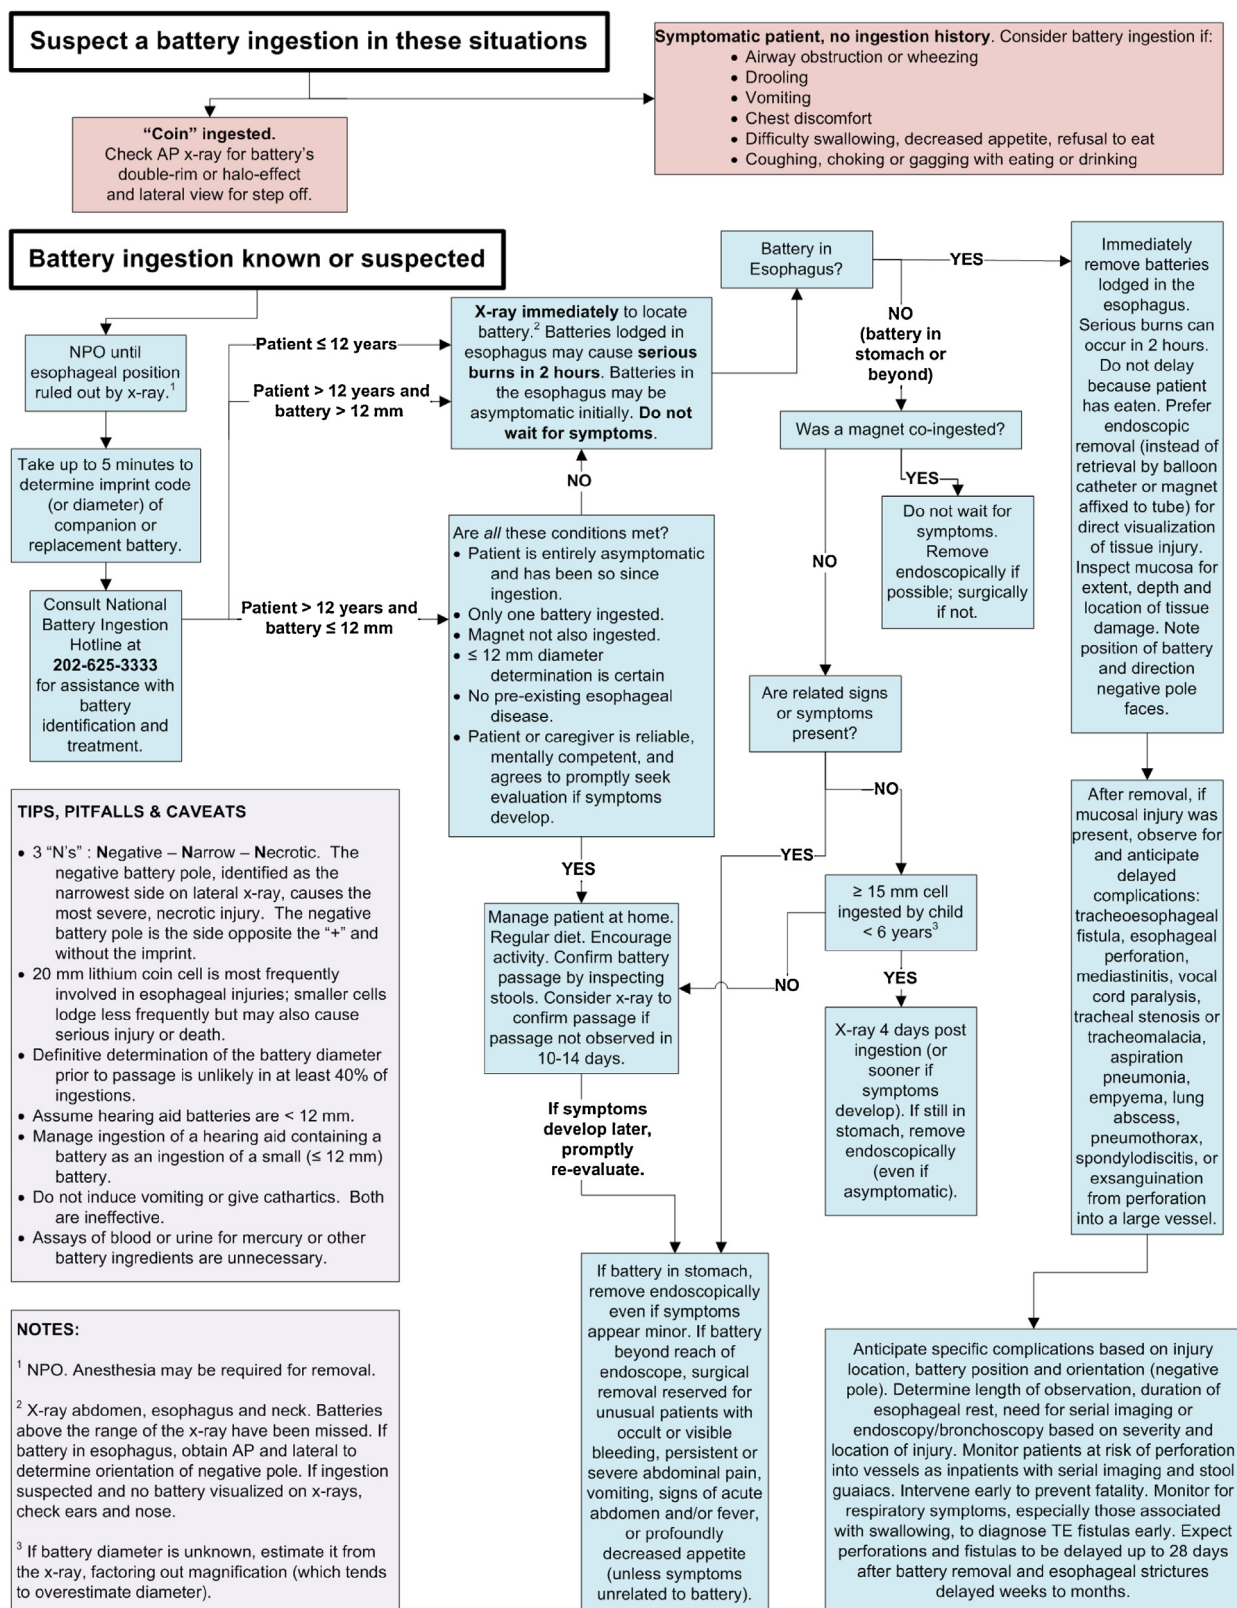 Suspect a battery ingestion in these situations
Symptomatic patient, no ingestion history. Consider battery ingestion if:
• Airway obstruction or wheezing
• Drooling
• Vomiting
• Chest discomfort
• Difficulty swallowing, decreased appetite, refusal to eat
• Coughing, choking or gagging with eating or drinking
“Coin” ingested.
Check AP x-ray for battery’s
double-rim or halo-effect
and lateral view for step off.
Battery ingestion known or suspected
NPO until
esophageal position
ruled out by x-ray.1
Take up to 5 minutes to
determine imprint code
(or diameter) of
companion or
replacement battery.
Consult National
Battery Ingestion
Hotline at
202-625-3333
for assistance with
battery
identification and
treatment.
Patient ≤ 12 years
Patient > 12 years and
battery > 12 mm
Patient > 12 years and
battery ≤ 12 mm
X-ray immediately to locate
battery.2 Batteries lodged in
esophagus may cause serious
burns in 2 hours. Batteries in
the esophagus may be
asymptomatic initially. Do not
wait for symptoms.
NO
Are all these conditions met?
• Patient is entirely asymptomatic
and has been so since
ingestion.
• Only one battery ingested.
• Magnet not also ingested.
• ≤ 12 mm diameter
determination is certain
• No pre-existing esophageal
disease.
• Patient or caregiver is reliable,
mentally competent, and
agrees to promptly seek
evaluation if symptoms
develop.
YES
Manage patient at home.
Regular diet. Encourage
activity. Confirm battery
passage by inspecting
stools. Consider x-ray to
confirm passage if
passage not observed in
10-14 days.
If symptoms
develop later,
promptly
re-evaluate.
If battery in stomach,
remove endoscopically
even if symptoms
appear minor. If battery
beyond reach of
endoscope, surgical
removal reserved for
unusual patients with
occult or visible
bleeding, persistent or
severe abdominal pain,
vomiting, signs of acute
abdomen and/or fever,
or profoundly
decreased appetite
(unless symptoms
unrelated to battery).
Battery in
Esophagus?
YES
NO
(battery in
stomach or
beyond)
Was a magnet co-ingested?
YES
Do not wait for
symptoms.
Remove
endoscopically if
possible; surgically
if not.
NO
Are related signs
or symptoms
present?
NO
YES
≥ 15 mm cell
ingested by child
< 6 years3
NO
YES
X-ray 4 days post
ingestion (or
sooner if
symptoms
develop). If still in
stomach, remove
endoscopically
(even if
asymptomatic).
Immediately
remove batteries
lodged in the
esophagus.
Serious burns can
occur in 2 hours.
Do not delay
because patient
has eaten. Prefer
endoscopic
removal (instead of
retrieval by balloon
catheter or magnet
affixed to tube) for
direct visualization
of tissue injury.
Inspect mucosa for
extent, depth and
location of tissue
damage. Note
position of battery
and direction
negative pole
faces.
After removal, if
mucosal injury was
present, observe for
and anticipate
delayed
complications:
tracheoesophageal
fistula, esophageal
perforation,
mediastinitis, vocal
cord paralysis,
tracheal stenosis or
tracheomalacia,
aspiration
pneumonia,
empyema, lung
abscess,
pneumothorax,
spondylodiscitis, or
exsanguination
from perforation
into a large vessel.
Anticipate specific complications based on injury
location, battery position and orientation (negative
pole). Determine length of observation, duration of
esophageal rest, need for serial imaging or
endoscopy/bronchoscopy based on severity and
location of injury. Monitor patients at risk of perforation
into vessels as inpatients with serial imaging and stool
guaiacs. Intervene early to prevent fatality. Monitor for
respiratory symptoms, especially those associated
with swallowing, to diagnose TE fistulas early. Expect
perforations and fistulas to be delayed up to 28 days
after battery removal and esophageal strictures
delayed weeks to months.
TIPS, PITFALLS & CAVEATS
• 3 “N’s” : Negative – Narrow – Necrotic. The
negative battery pole, identified as the
narrowest side on lateral x-ray, causes the
most severe, necrotic injury. The negative
battery pole is the side opposite the “+” and
without the imprint.
• 20 mm lithium coin cell is most frequently
involved in esophageal injuries; smaller cells
lodge less frequently but may also cause
serious injury or death.
• Definitive determination of the battery diameter
prior to passage is unlikely in at least 40% of
ingestions.
• Assume hearing aid batteries are < 12 mm.
• Manage ingestion of a hearing aid containing a
battery as an ingestion of a small (≤ 12 mm)
battery.
• Do not induce vomiting or give cathartics. Both
are ineffective.
• Assays of blood or urine for mercury or other
battery ingredients are unnecessary.
NOTES:
1 NPO. Anesthesia may be required for removal.
2 X-ray abdomen, esophagus and neck. Batteries
above the range of the x-ray have been missed. If
battery in esophagus, obtain AP and lateral to
determine orientation of negative pole. If ingestion
suspected and no battery visualized on x-rays,
check ears and nose.
3 If battery diameter is unknown, estimate it from
the x-ray, factoring out magnification (which tends
to overestimate diameter).